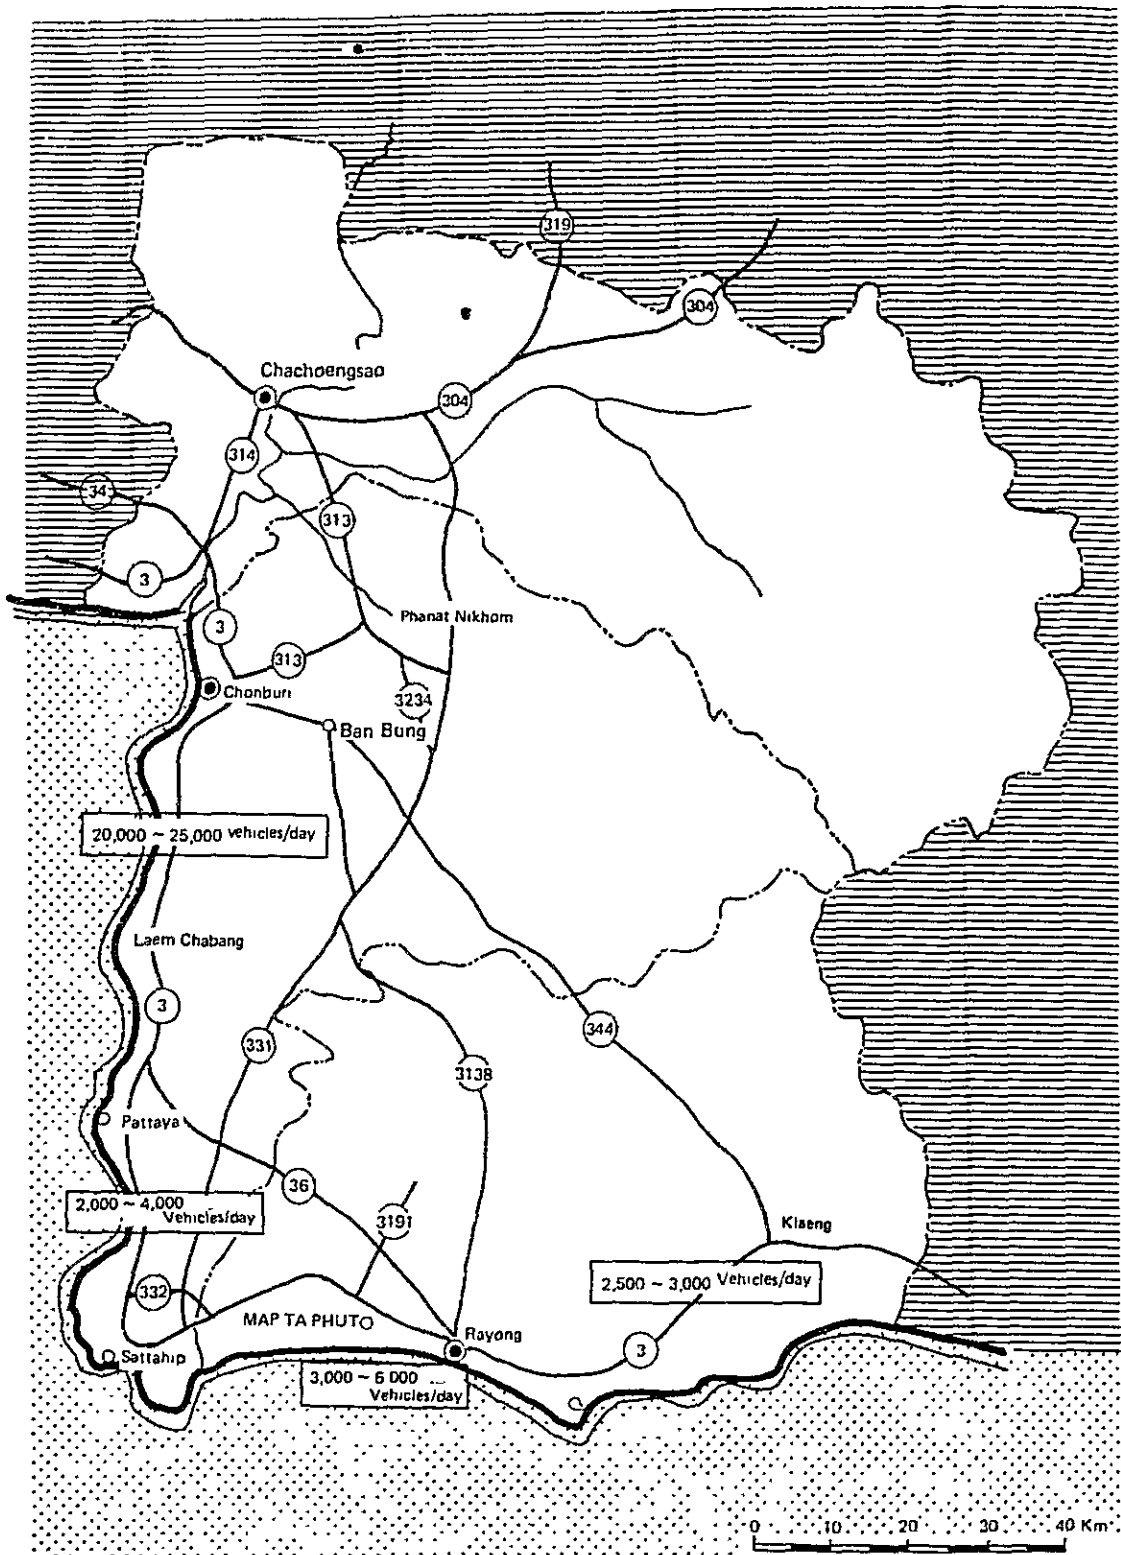 319
304
Chachoengsao
304
314
34
313
3
Phanat Nikhom
3
313
Chonburi
3234
Ban Bung
20,000 ~ 25,000 vehicles/day
Laem Chabang
3
344
331
3138
Pattaya
36
2,000 ~ 4,000
Vehicles/day
3191
Klaeng
2,500 ~ 3,000 Vehicles/day
332
MAP TA PHUT
Rayong
3
Sattahip
3,000 ~ 6 000
Vehicles/day
0 10 20 30 40 Km